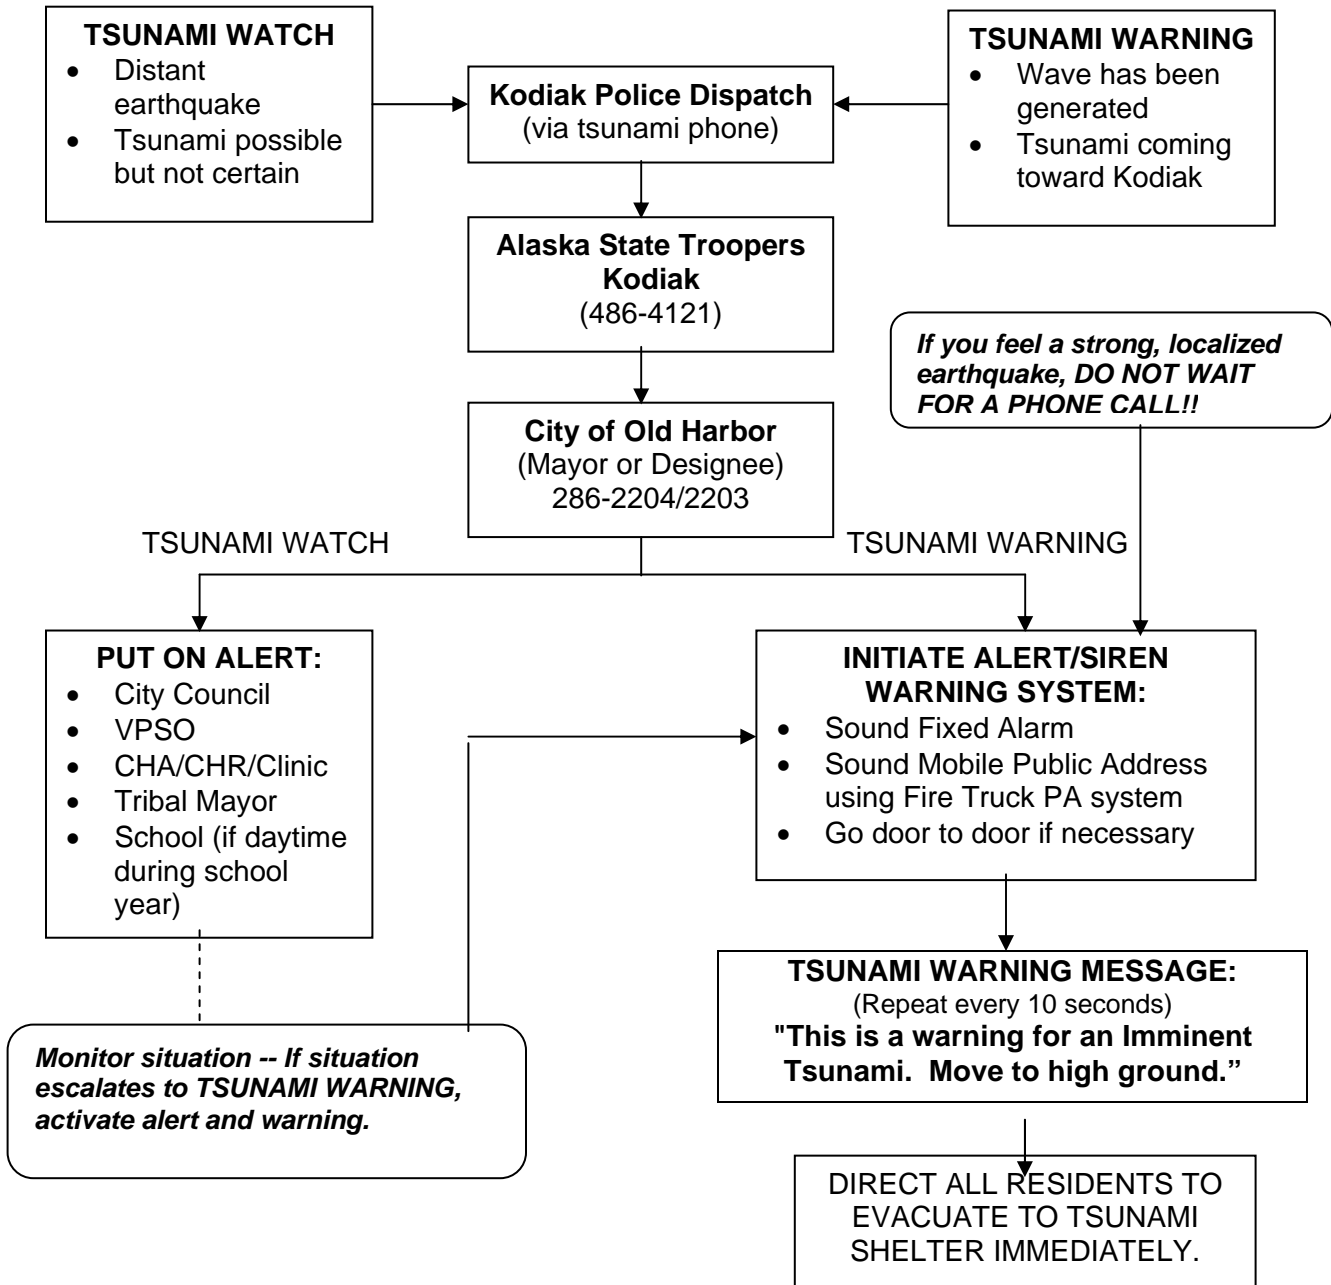 TSUNAMI WATCH
• Distant
earthquake
• Tsunami possible
but not certain
Kodiak Police Dispatch
(via tsunami phone)
TSUNAMI WARNING
• Wave has been
generated
• Tsunami coming
toward Kodiak
Alaska State Troopers
Kodiak
(486-4121)
If you feel a strong, localized
earthquake, DO NOT WAIT
FOR A PHONE CALL!!
City of Old Harbor
(Mayor or Designee)
286-2204/2203
TSUNAMI WATCH
TSUNAMI WARNING
PUT ON ALERT:
• City Council
• VPSO
• CHA/CHR/Clinic
• Tribal Mayor
• School (if daytime
during school
year)
INITIATE ALERT/SIREN
WARNING SYSTEM:
• Sound Fixed Alarm
• Sound Mobile Public Address
using Fire Truck PA system
• Go door to door if necessary
Monitor situation -- If situation
escalates to TSUNAMI WARNING,
activate alert and warning.
TSUNAMI WARNING MESSAGE:
(Repeat every 10 seconds)
"This is a warning for an Imminent
Tsunami.  Move to high ground.”
DIRECT ALL RESIDENTS TO
EVACUATE TO TSUNAMI
SHELTER IMMEDIATELY.